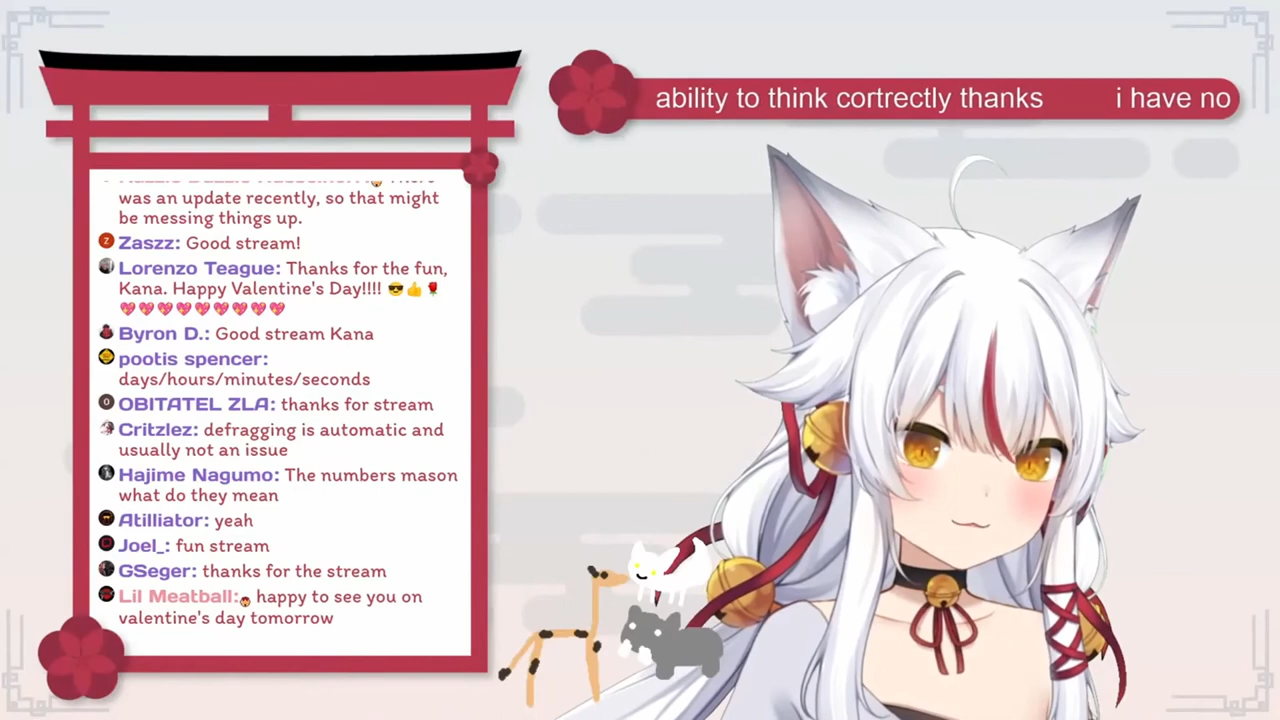 ability to think cortrectly thanks i have no
was an update recently, so that might
be messing things up.
Zaszz: Good stream!
Lorenzo Teague: Thanks for the fun,
Kana. Happy Valentine's Day!!!! 😎👍🌹
💖💖💖💖💖💖💖💖💖
Byron D.: Good stream Kana
pootis spencer:
days/hours/minutes/seconds
OBITATEL ZLA: thanks for stream
Critzlez: defragging is automatic and
usually not an issue
Hajime Nagumo: The numbers mason
what do they mean
Atilliator: yeah
Joel_: fun stream
GSeger: thanks for the stream
Lil Meatball: happy to see you on
valentine's day tomorrow